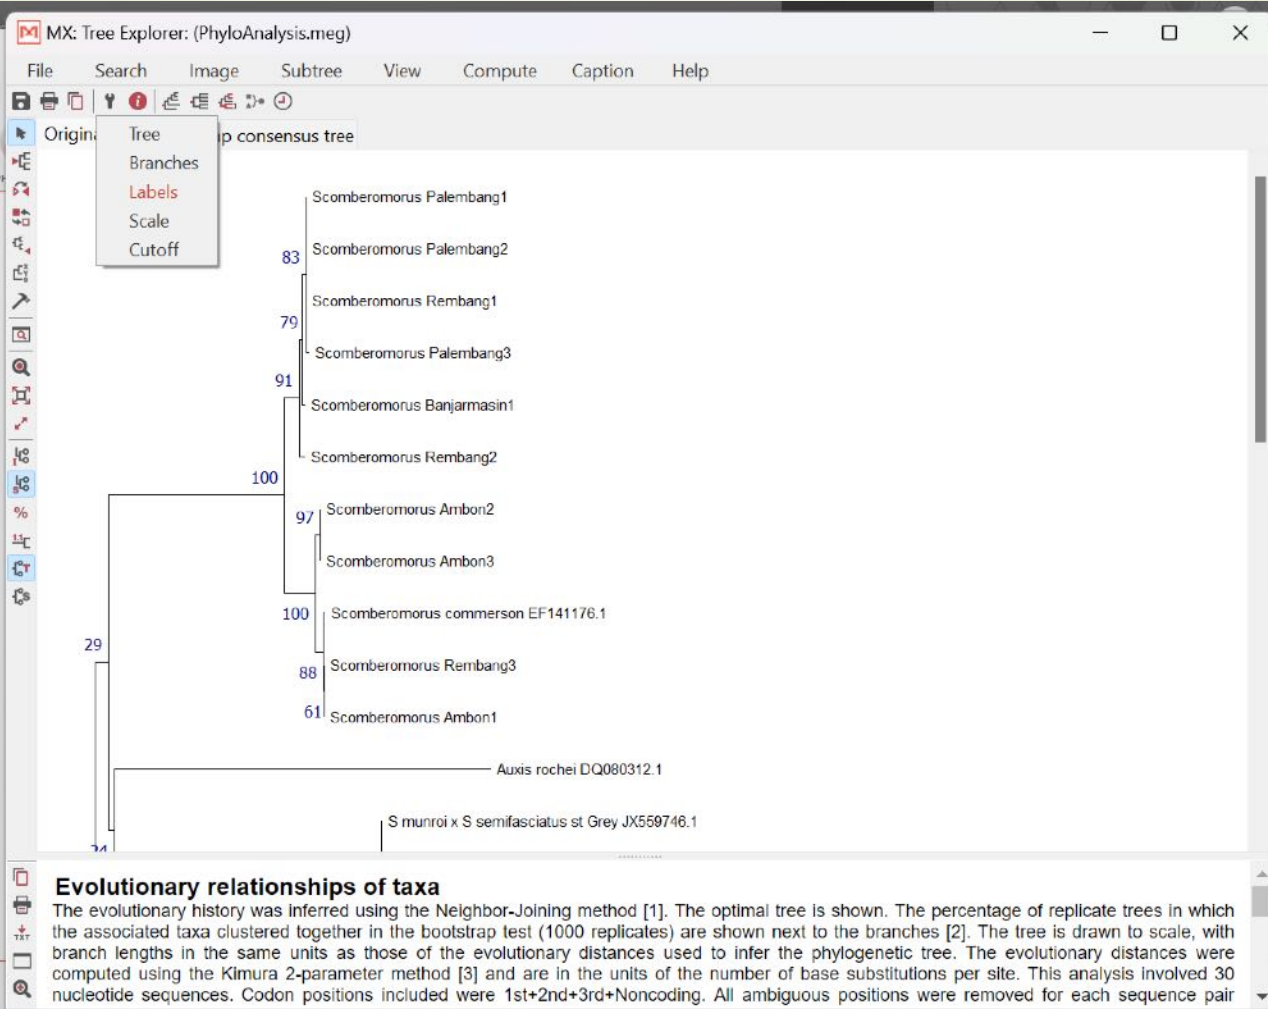 MX: Tree Explorer: (PhyloAnalysis.meg)
File Search Image Subtree View Compute Caption Help
Origin
p consensus tree
Tree
Branches
Labels
Scale
Cutoff
Scomberomorus Palembang1
Scomberomorus Palembang2
83
Scomberomorus Rembang1
79
Scomberomorus Palembang3
91
Scomberomorus Banjarmasin1
Scomberomorus Rembang2
100
Scomberomorus Ambon2
97
Scomberomorus Ambon3
100
Scomberomorus commerson EF141176.1
29
Scomberomorus Rembang3
88
61
Scomberomorus Ambon1
Auxis rochei DQ080312.1
S munroi x S semifasciatus st Grey JX559746.1
Evolutionary relationships of taxa
The evolutionary history was inferred using the Neighbor-Joining method [1]. The optimal tree is shown. The percentage of replicate trees in which
the associated taxa clustered together in the bootstrap test (1000 replicates) are shown next to the branches [2]. The tree is drawn to scale, with
branch lengths in the same units as those of the evolutionary distances used to infer the phylogenetic tree. The evolutionary distances were
computed using the Kimura 2-parameter method [3] and are in the units of the number of base substitutions per site. This analysis involved 30
nucleotide sequences. Codon positions included were 1st+2nd+3rd+Noncoding. All ambiguous positions were removed for each sequence pair